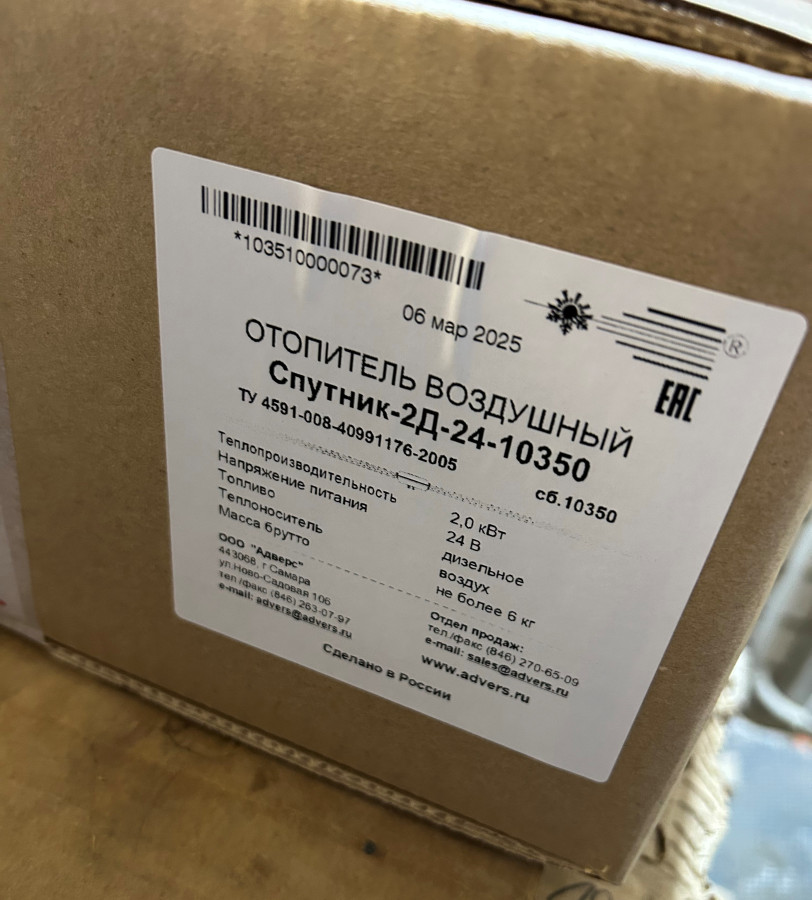 *103510000073*
06 мар 2025
®
EAC
ОТОПИТЕЛЬ ВОЗДУШНЫЙ
Спутник-2Д-24-10350
ТУ 4591-008-40991176-2005
сб.10350
Теплопроизводительность 2,0 кВт
Напряжение питания 24 В
Топливо дизельное
Теплоноситель воздух
Масса брутто не более 6 кг
ООО "Адверс"
443068, г Самара
ул.Ново-Садовая 106
тел./факс (846) 263-07-97
e-mail: advers@advers.ru
Отдел продаж:
тел./факс (846) 270-65-09
e-mail: sales@advers.ru
www.advers.ru
Сделано в России